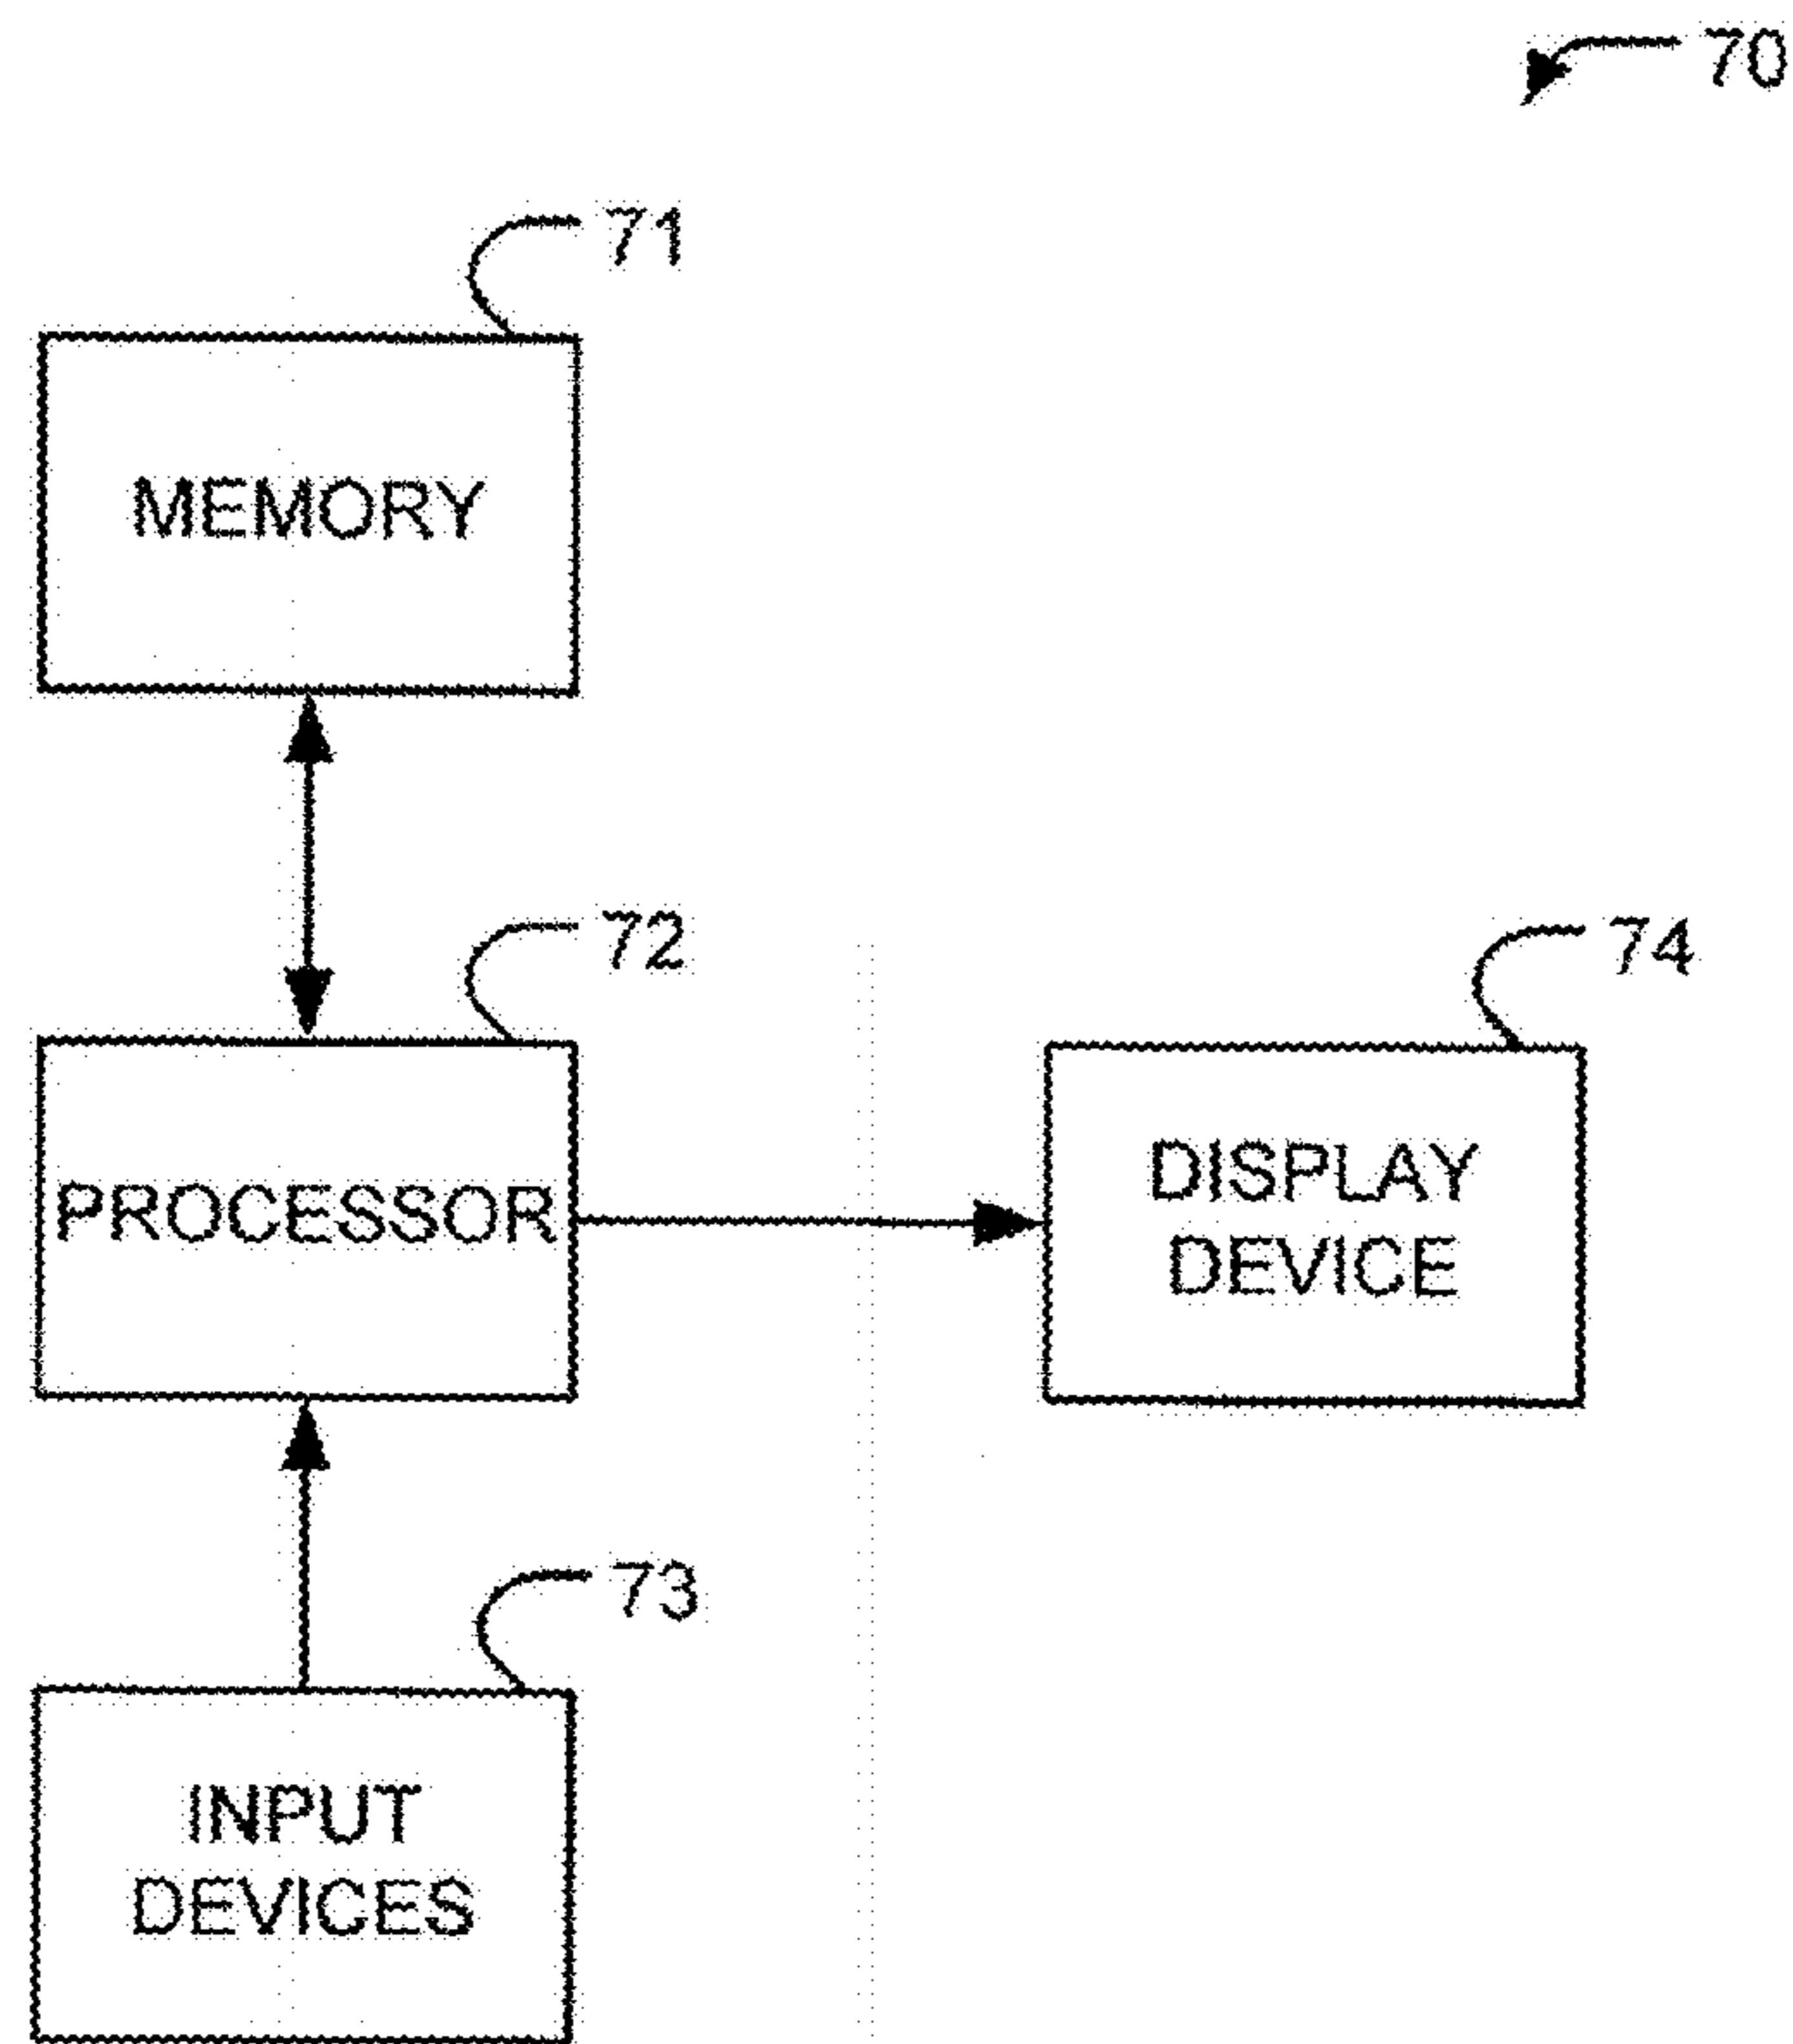 70
71
MEMORY
72
PROCESSOR
74
DISPLAY
DEVICE
73
INPUT
DEVICES